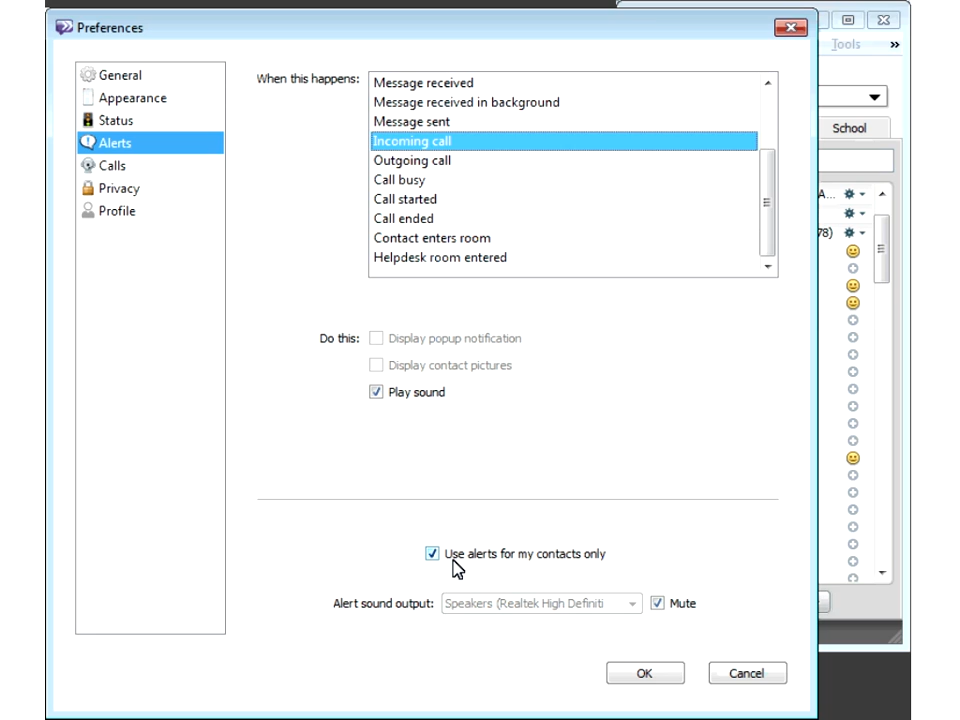 Preferences
Tools »
General
Appearance
Status
Alerts
Calls
Privacy
Profile
When this happens:
Message received
Message received in background
Message sent
Incoming call
Outgoing call
Call busy
Call started
Call ended
Contact enters room
Helpdesk room entered
School
A...
78)
Do this:
Display popup notification
Display contact pictures
Play sound
Use alerts for my contacts only
Alert sound output: Speakers (Realtek High Definiti Mute
OK Cancel